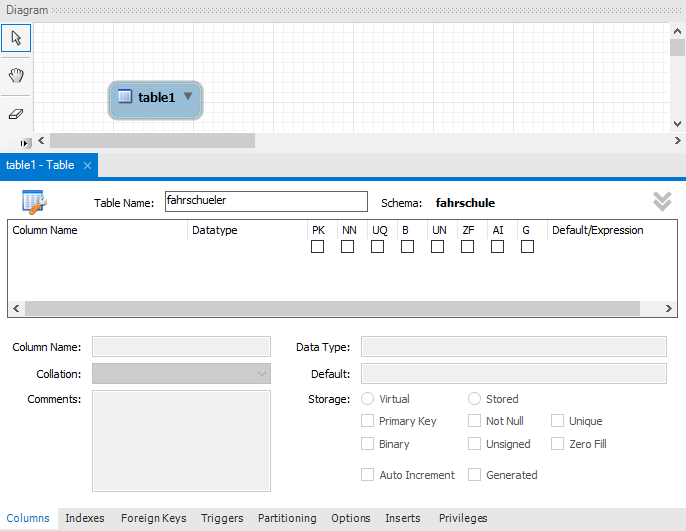 Diagram
table1
table1 - Table ×
Table Name: fahrschueler Schema: fahrschule
Column Name Datatype PK NN UQ B UN ZF AI G Default/Expression
Column Name: Data Type:
Collation: Default:
Comments: Storage: Virtual Stored
Primary Key Not Null Unique
Binary Unsigned Zero Fill
Auto Increment Generated
Columns Indexes Foreign Keys Triggers Partitioning Options Inserts Privileges